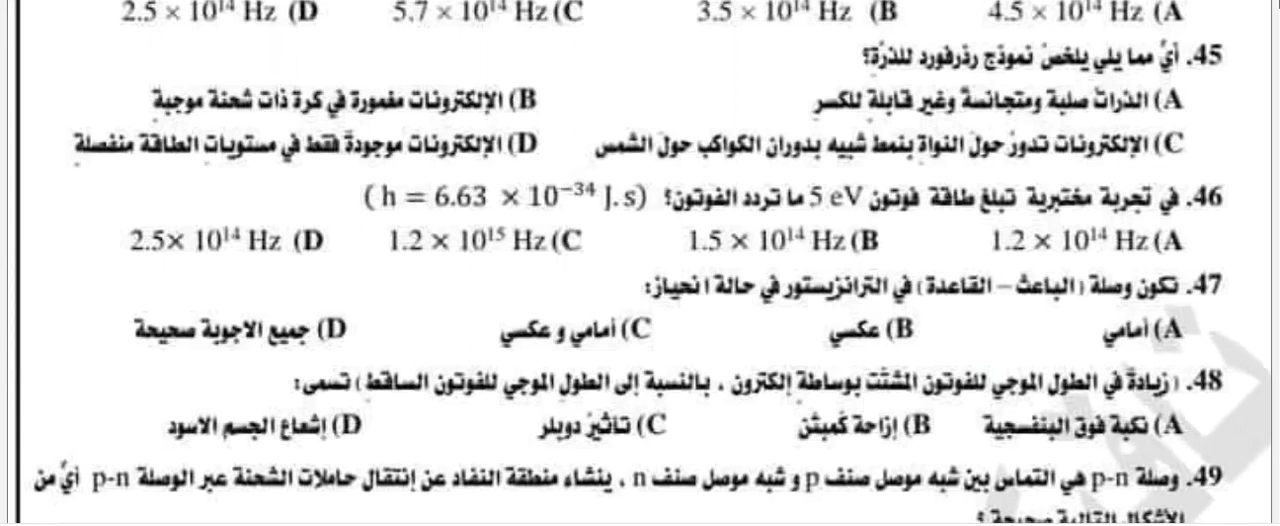 4.5 × 10¹⁴ Hz (A 3.5 × 10¹⁴ Hz (B 5.7 × 10¹⁴ Hz (C 2.5 × 10¹⁴ Hz (D
.45 أيّ مما يلي يلخصُ نموذج رذرفورد للذرّة؟
A) الذراتُ صلبة ومتجانسةٌ وغير قابلة للكسر B) الإلكترونات مغمورة في كرة ذات شحنة موجبة
C) الإلكترونات تدورُ حولَ النواة بنمط شبيه بدوران الكواكب حولَ الشمس D) الإلكترونات موجودةٌ فقط في مستويات الطاقة منفصلة
.46 في تجربة مختبرية تبلغ طاقة فوتون 5 eV ما تردد الفوتون؟ (h = 6.63 × 10⁻³⁴ J.s)
1.2 × 10¹⁴ Hz (A 1.5 × 10¹⁴ Hz (B 1.2 × 10¹⁵ Hz (C 2.5× 10¹⁴ Hz (D
.47 تكون وصلة (الباعث – القاعدة) في الترانزيستور في حالة انحياز:
A) أمامي B) عكسي C) أمامي و عكسي D) جميع الاجوبة صحيحة
.48 (زيادةٌ في الطول الموجي للفوتون المشتّت بوساطة إلكترون ، بالنسبة إلى الطول الموجي للفوتون الساقط) تسمى:
A) نكبة فوق البنفسجية B) إزاحة كُمبتُن C) تاثيرُ دوبلر D) إشعاع الجسم الاسود
.49 وصلة p-n هي التماس بين شبه موصل صنف p و شبه موصل صنف n ، ينشاء منطقة النفاد عن إنتقال حاملات الشحنة عبر الوصلة p-n أيّ من
الأشكال التالية صحيحة ؟